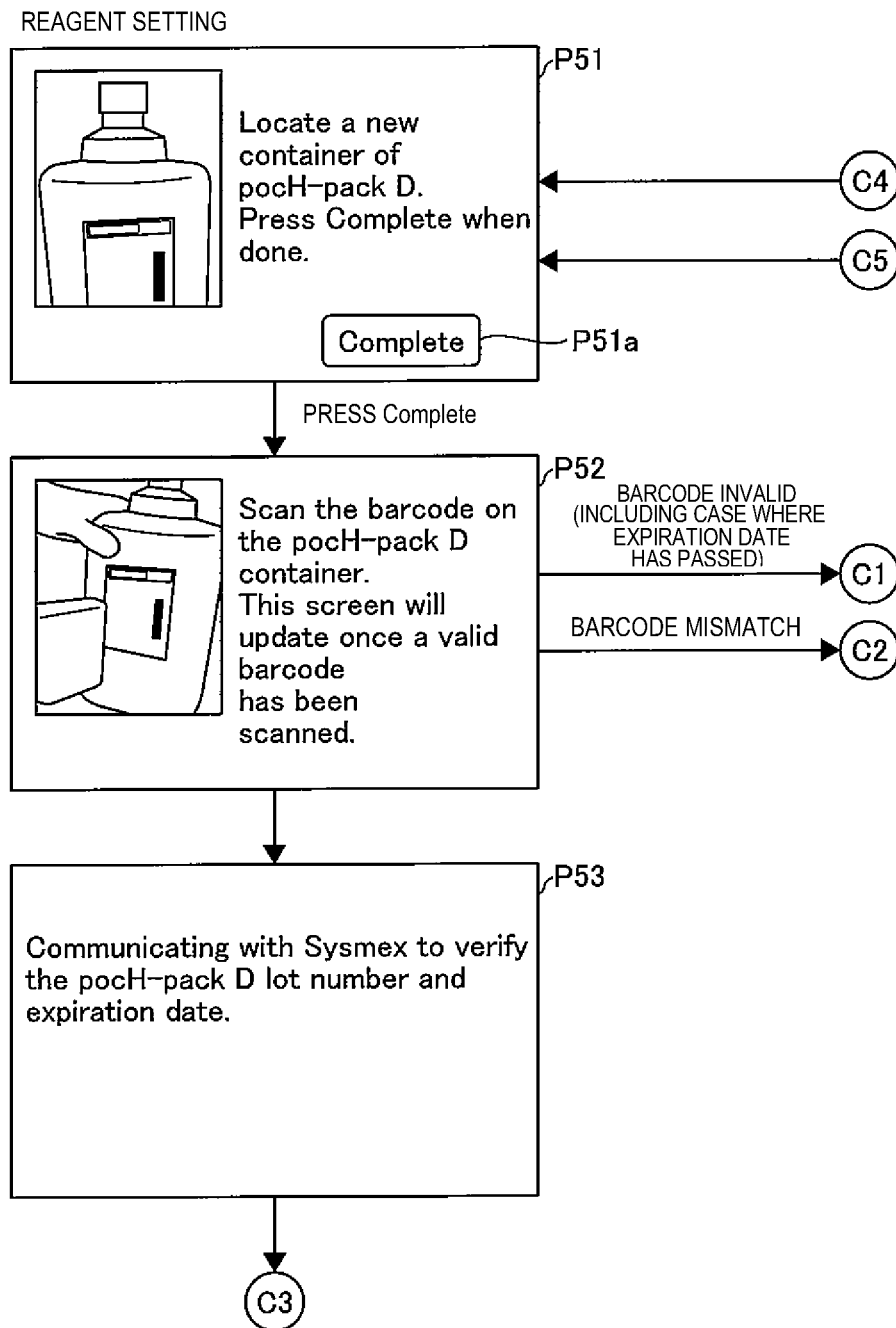 REAGENT SETTING
P51
Locate a new
container of
pocH-pack D.
Press Complete when
done.
C4
C5
Complete
P51a
PRESS Complete
P52
Scan the barcode on
the pocH-pack D
container.
This screen will
update once a valid
barcode
has been
scanned.
BARCODE INVALID
(INCLUDING CASE WHERE
EXPIRATION DATE
HAS PASSED)
C1
BARCODE MISMATCH
C2
P53
Communicating with Sysmex to verify
the pocH-pack D lot number and
expiration date.
C3